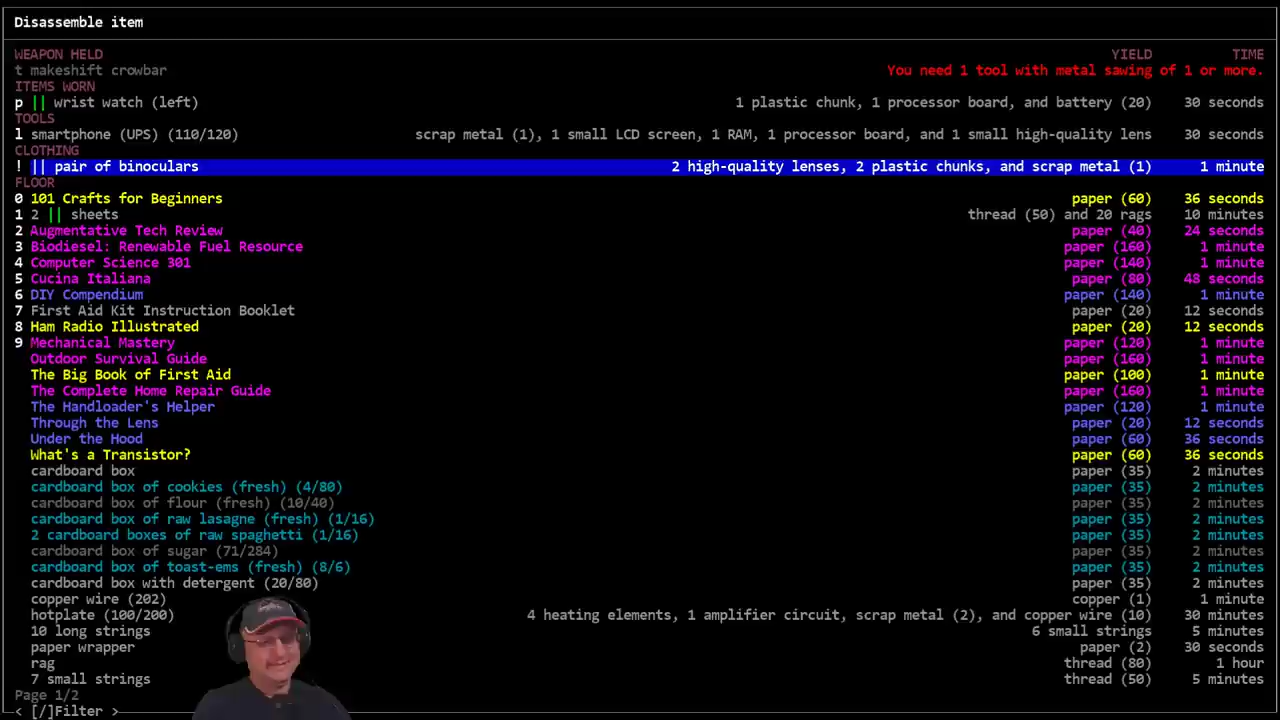 Disassemble item
WEAPON HELD YIELD TIME
t makeshift crowbar You need 1 tool with metal sawing of 1 or more.
ITEMS WORN
p || wrist watch (left) 1 plastic chunk, 1 processor board, and battery (20) 30 seconds
TOOLS
l smartphone (UPS) (110/120) scrap metal (1), 1 small LCD screen, 1 RAM, 1 processor board, and 1 small high-quality lens 30 seconds
CLOTHING
! || pair of binoculars 2 high-quality lenses, 2 plastic chunks, and scrap metal (1) 1 minute
FLOOR
0 101 Crafts for Beginners paper (60) 36 seconds
1 2 || sheets thread (50) and 20 rags 10 minutes
2 Augmentative Tech Review paper (40) 24 seconds
3 Biodiesel: Renewable Fuel Resource paper (160) 1 minute
4 Computer Science 301 paper (140) 1 minute
5 Cucina Italiana paper (80) 48 seconds
6 DIY Compendium paper (140) 1 minute
7 First Aid Kit Instruction Booklet paper (20) 12 seconds
8 Ham Radio Illustrated paper (20) 12 seconds
9 Mechanical Mastery paper (120) 1 minute
Outdoor Survival Guide paper (160) 1 minute
The Big Book of First Aid paper (100) 1 minute
The Complete Home Repair Guide paper (160) 1 minute
The Handloader's Helper paper (120) 1 minute
Through the Lens paper (20) 12 seconds
Under the Hood paper (60) 36 seconds
What's a Transistor? paper (60) 36 seconds
cardboard box paper (35) 2 minutes
cardboard box of cookies (fresh) (4/80) paper (35) 2 minutes
cardboard box of flour (fresh) (10/40) paper (35) 2 minutes
cardboard box of raw lasagne (fresh) (1/16) paper (35) 2 minutes
2 cardboard boxes of raw spaghetti (1/16) paper (35) 2 minutes
cardboard box of sugar (71/284) paper (35) 2 minutes
cardboard box of toast-ems (fresh) (8/6) paper (35) 2 minutes
cardboard box with detergent (20/80) paper (35) 2 minutes
copper wire (202) copper (1) 1 minute
hotplate (100/200) 4 heating elements, 1 amplifier circuit, scrap metal (2), and copper wire (10) 30 minutes
10 long strings 6 small strings 5 minutes
paper wrapper paper (2) 30 seconds
rag thread (80) 1 hour
7 small strings thread (50) 5 minutes
Page 1/2
< [/]Filter >